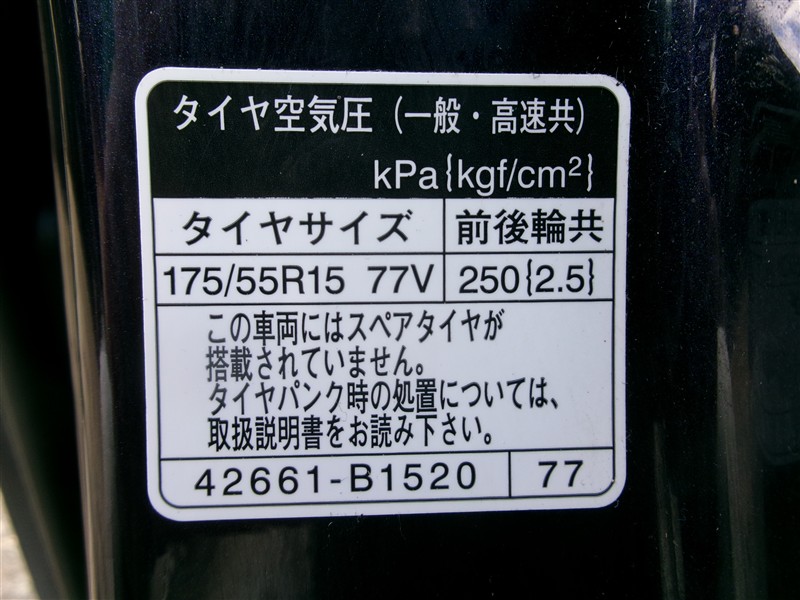 タイヤ空気圧（一般・高速共）
kPa{kgf/cm²}
タイヤサイズ 前後輪共
175/55R15 77V 250{2.5}
この車両にはスペアタイヤが
搭載されていません。
タイヤパンク時の処置については、
取扱説明書をお読み下さい。
42661-B1520 77